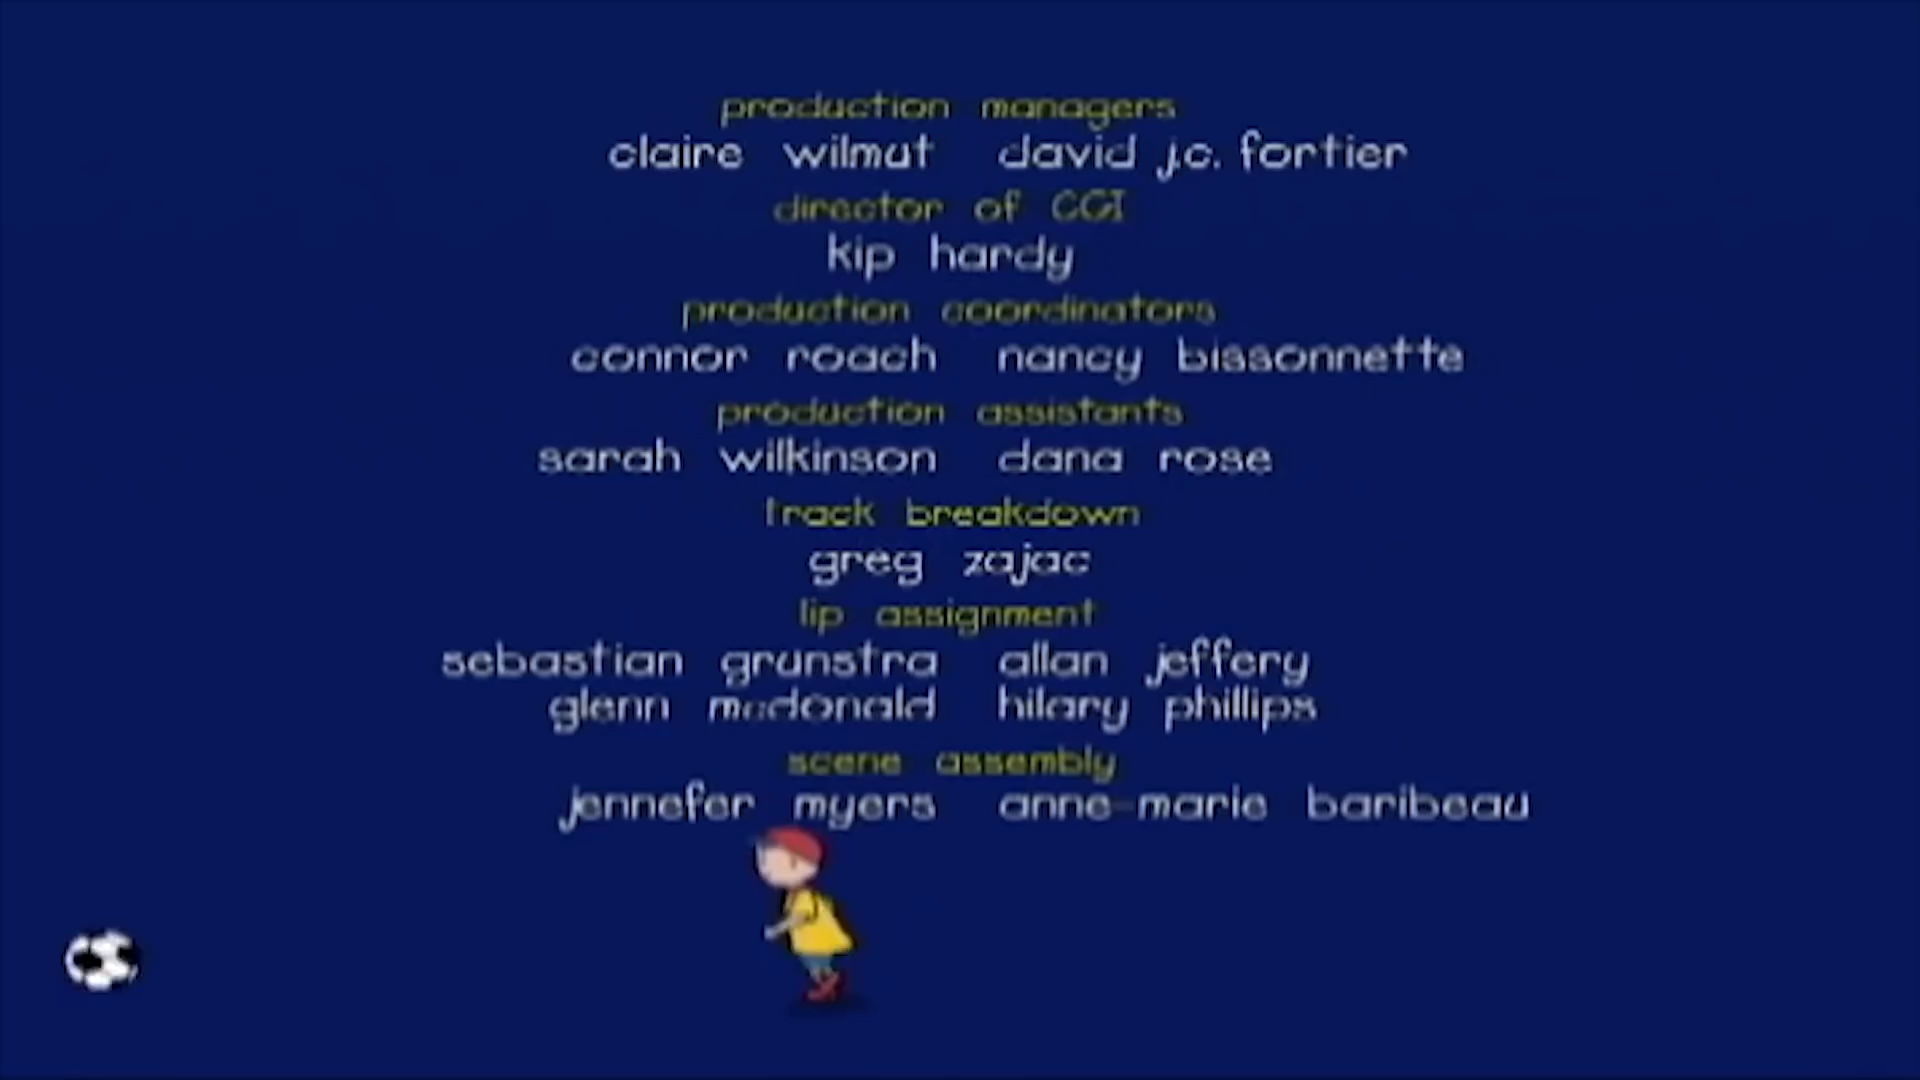 production managers
claire wilmut david j.c. fortier
director of CGI
kip hardy
production coordinators
connor roach nancy bissonnette
production assistants
sarah wilkinson dana rose
track breakdown
greg zajac
lip assignment
sebastian grunstra allan jeffery
glenn mcdonald hilary phillips
scene assembly
jennefer myers anne-marie baribeau